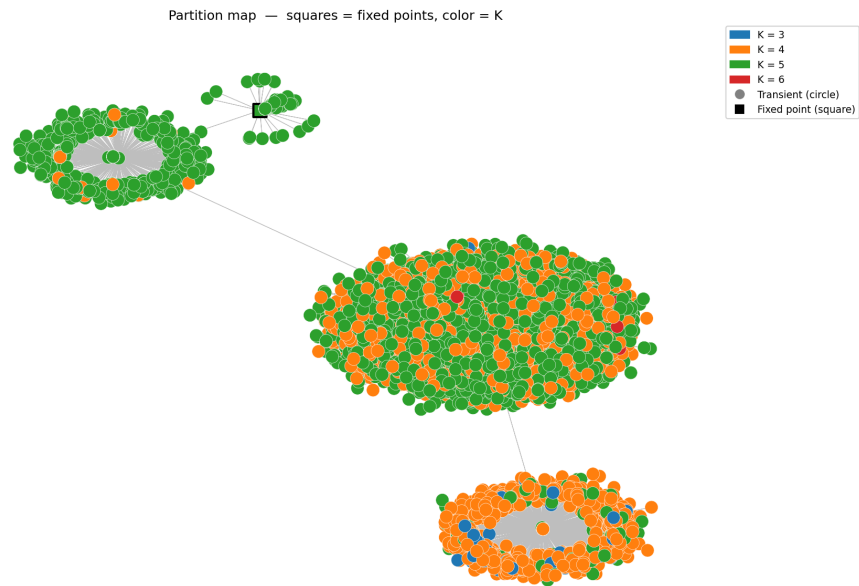 Partition map — squares = fixed points, color = K
K = 3
K = 4
K = 5
K = 6
Transient (circle)
Fixed point (square)